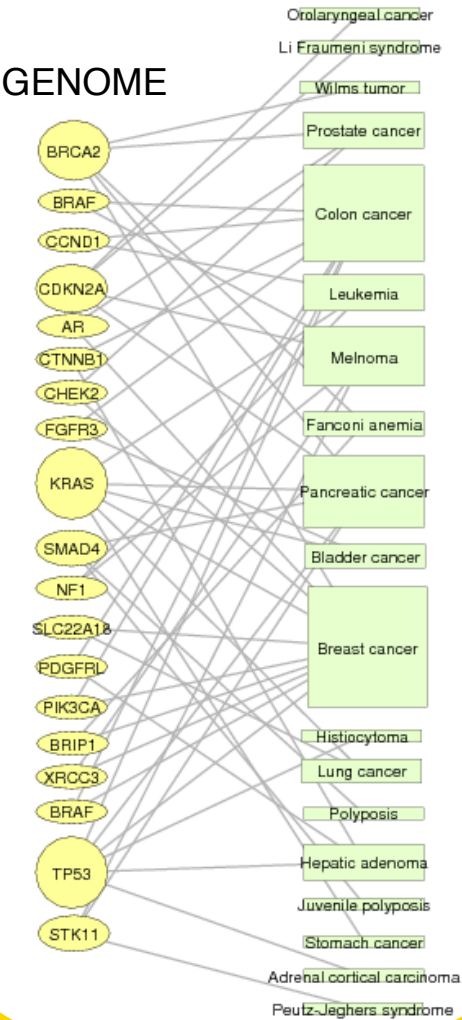 GENOME
BRCA2
BRAF
CCND1
CDKN2A
AR
CTNNB1
CHEK2
FGFR3
KRAS
SMAD4
NF1
SLC22A18
PDGFRL
PIK3CA
BRIP1
XRCC3
BRAF
TP53
STK11
Orolaryngeal cancer
Li Fraumeni syndrome
Wilms tumor
Prostate cancer
Colon cancer
Leukemia
Melnoma
Fanconi anemia
Pancreatic cancer
Bladder cancer
Breast cancer
Histiocytoma
Lung cancer
Polyposis
Hepatic adenoma
Juvenile polyposis
Stomach cancer
Adrenal cortical carcinoma
Peutz-Jeghers syndrome